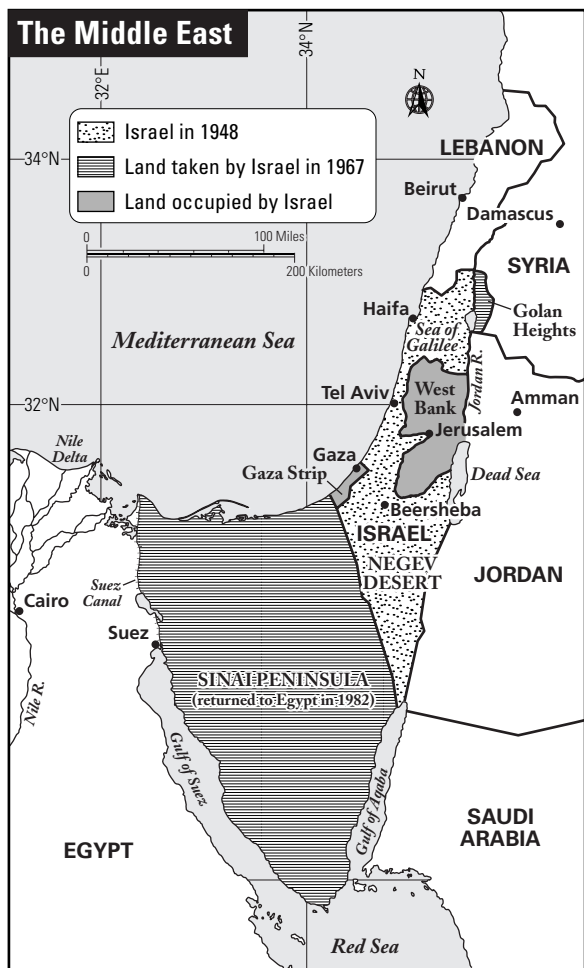 The Middle East
32°E
34°N
N
Israel in 1948
Land taken by Israel in 1967
Land occupied by Israel
0
100 Miles
0
200 Kilometers
34°N
LEBANON
Beirut
Damascus
SYRIA
Haifa
Sea of
Galilee
Golan
Heights
Mediterranean Sea
Jordan R.
Tel Aviv
West
Bank
Amman
32°N
Jerusalem
Nile
Delta
Gaza
Gaza Strip
Dead Sea
Beersheba
ISRAEL
NEGEV
DESERT
JORDAN
Suez
Canal
Cairo
Suez
Nile R.
SINAI PENINSULA
(returned to Egypt in 1982)
Gulf of Suez
Gulf of Aqaba
EGYPT
SAUDI
ARABIA
Red Sea